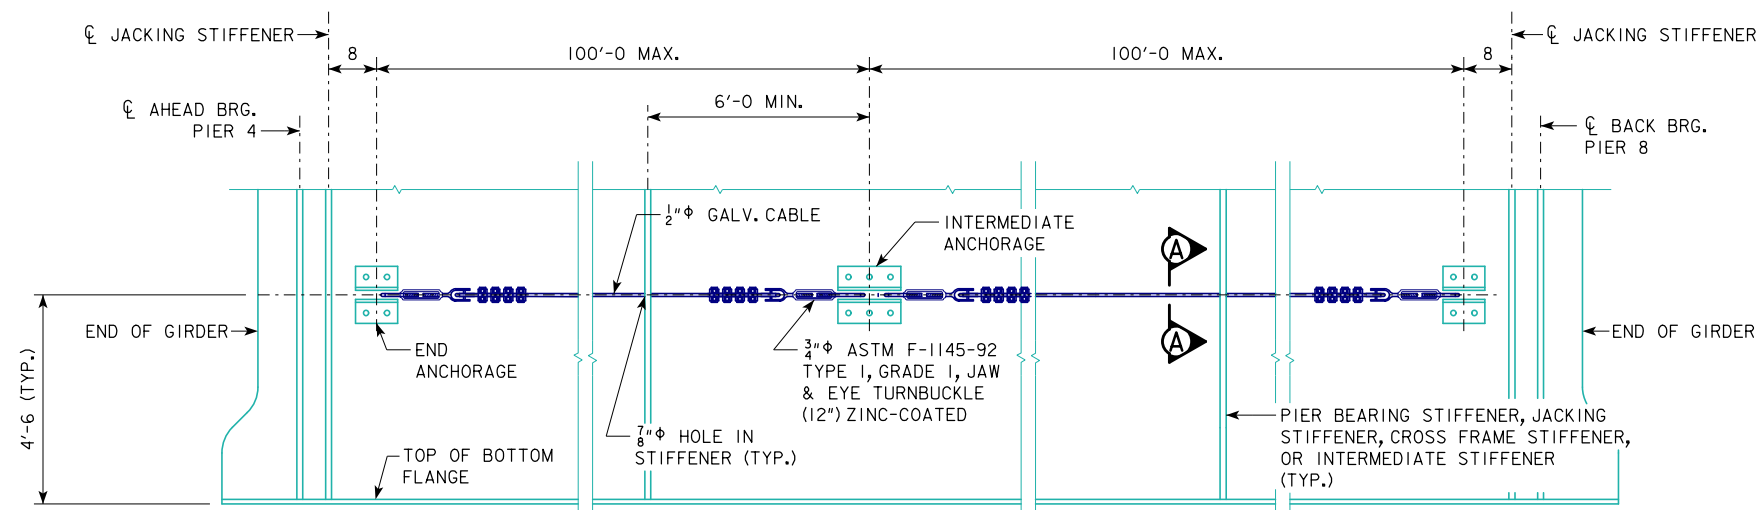 ℄ JACKING STIFFENER
8
100'-0 MAX.
100'-0 MAX.
8
℄ JACKING STIFFENER
6'-0 MIN.
℄ AHEAD BRG.
PIER 4
℄ BACK BRG.
PIER 8
1/2"Φ GALV. CABLE
INTERMEDIATE
ANCHORAGE
A
END OF GIRDER
END
ANCHORAGE
3/4"Φ ASTM F-1145-92
TYPE 1, GRADE 1, JAW
& EYE TURNBUCKLE
(12") ZINC-COATED
A
END OF GIRDER
4'-6 (TYP.)
7/8"Φ HOLE IN
STIFFENER (TYP.)
TOP OF BOTTOM
FLANGE
PIER BEARING STIFFENER, JACKING
STIFFENER, CROSS FRAME STIFFENER,
OR INTERMEDIATE STIFFENER
(TYP.)